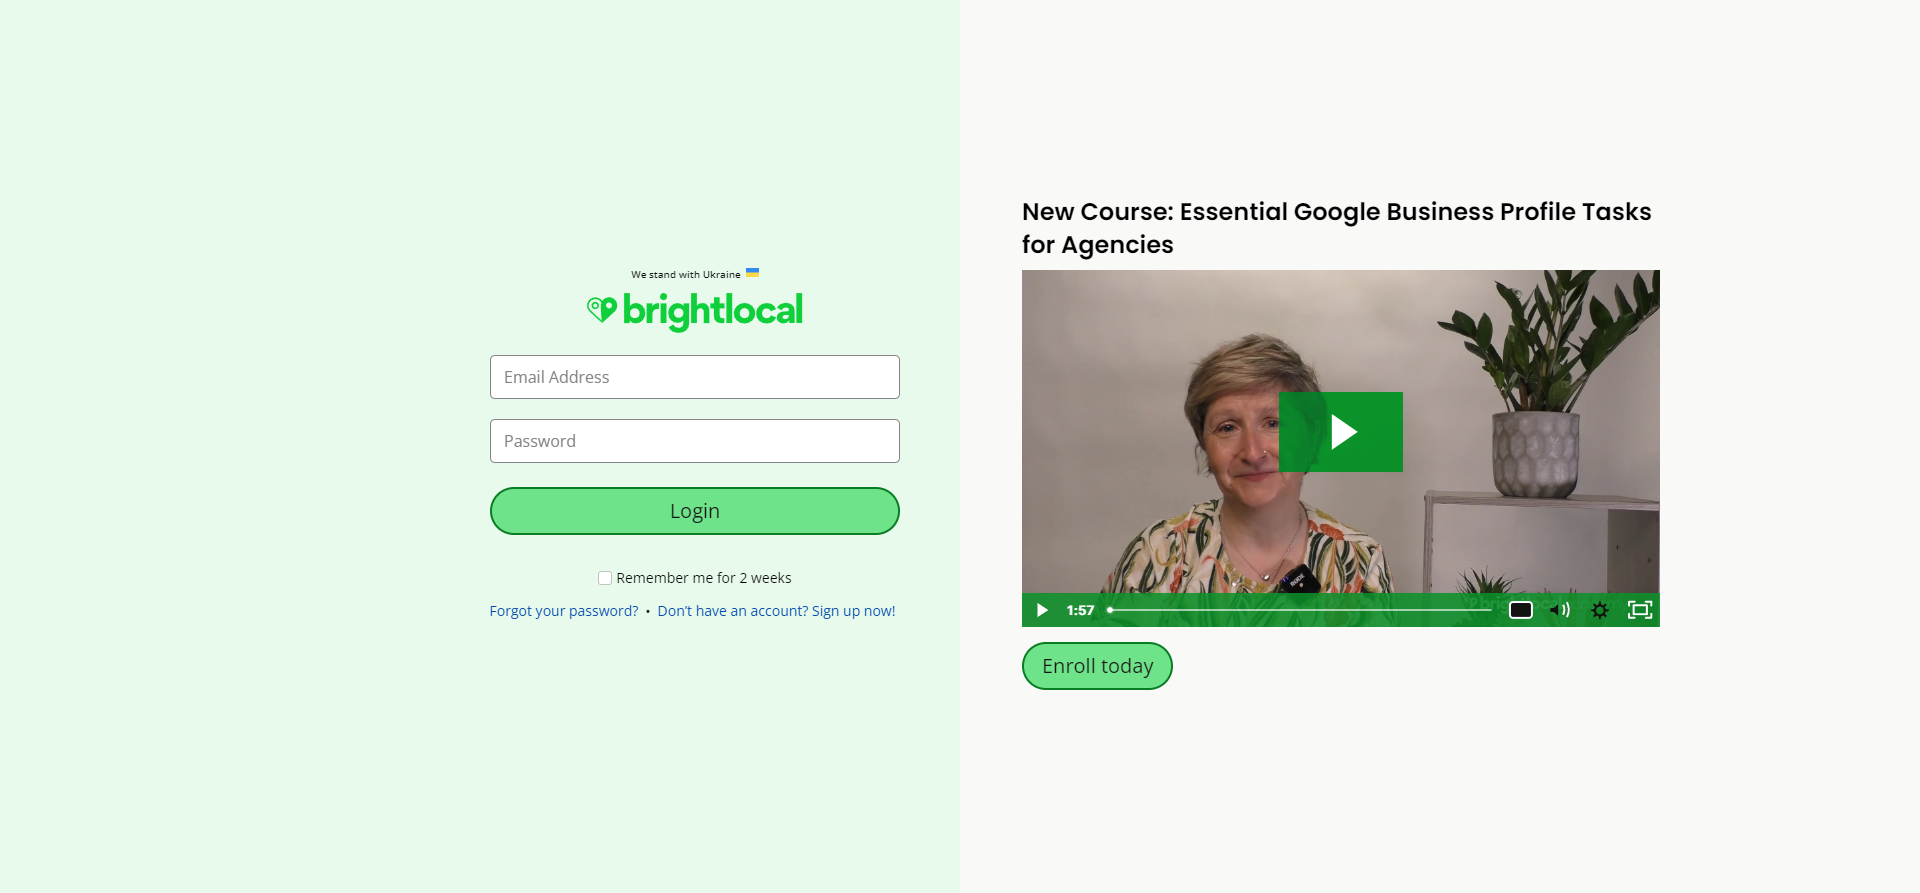 We stand with Ukraine
brightlocal
Email Address
Password
Login
Remember me for 2 weeks
Forgot your password? • Don't have an account? Sign up now!
New Course: Essential Google Business Profile Tasks
for Agencies
RODE
1:57
Enroll today